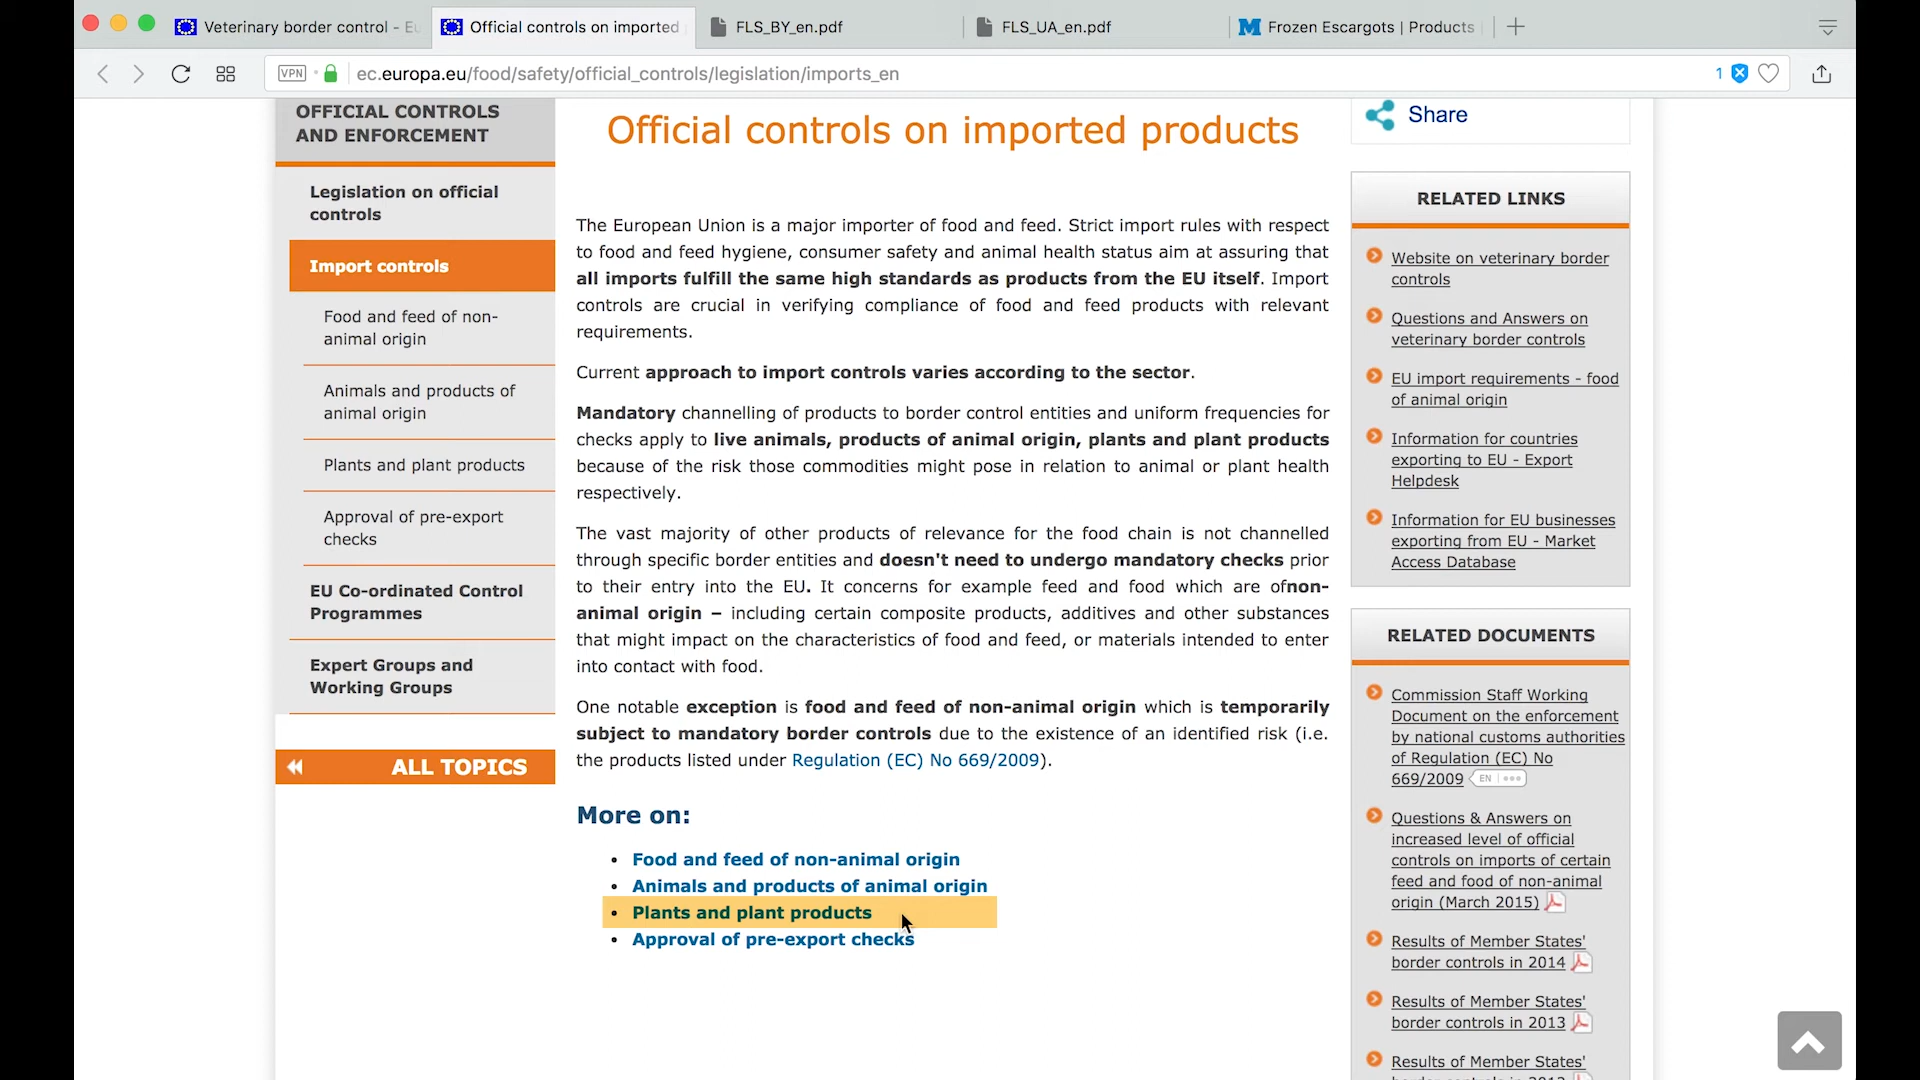 Veterinary border control - Eu
Official controls on imported
FLS_BY_en.pdf
FLS_UA_en.pdf
Frozen Escargots | Products
VPN
ec.europa.eu/food/safety/official_controls/legislation/imports_en
1
OFFICIAL CONTROLS
AND ENFORCEMENT
Legislation on official
controls
Import controls
Food and feed of non-
animal origin
Animals and products of
animal origin
Plants and plant products
Approval of pre-export
checks
EU Co-ordinated Control
Programmes
Expert Groups and
Working Groups
ALL TOPICS
Official controls on imported products
The European Union is a major importer of food and feed. Strict import rules with respect
to food and feed hygiene, consumer safety and animal health status aim at assuring that
all imports fulfill the same high standards as products from the EU itself. Import
controls are crucial in verifying compliance of food and feed products with relevant
requirements.
Current approach to import controls varies according to the sector.
Mandatory channelling of products to border control entities and uniform frequencies for
checks apply to live animals, products of animal origin, plants and plant products
because of the risk those commodities might pose in relation to animal or plant health
respectively.
The vast majority of other products of relevance for the food chain is not channelled
through specific border entities and doesn't need to undergo mandatory checks prior
to their entry into the EU. It concerns for example feed and food which are ofnon-
animal origin – including certain composite products, additives and other substances
that might impact on the characteristics of food and feed, or materials intended to enter
into contact with food.
One notable exception is food and feed of non-animal origin which is temporarily
subject to mandatory border controls due to the existence of an identified risk (i.e.
the products listed under Regulation (EC) No 669/2009).
More on:
• Food and feed of non-animal origin
• Animals and products of animal origin
• Plants and plant products
• Approval of pre-export checks
Share
RELATED LINKS
Website on veterinary border
controls
Questions and Answers on
veterinary border controls
EU import requirements - food
of animal origin
Information for countries
exporting to EU - Export
Helpdesk
Information for EU businesses
exporting from EU - Market
Access Database
RELATED DOCUMENTS
Commission Staff Working
Document on the enforcement
by national customs authorities
of Regulation (EC) No
669/2009 EN
Questions & Answers on
increased level of official
controls on imports of certain
feed and food of non-animal
origin (March 2015)
Results of Member States'
border controls in 2014
Results of Member States'
border controls in 2013
Results of Member States'